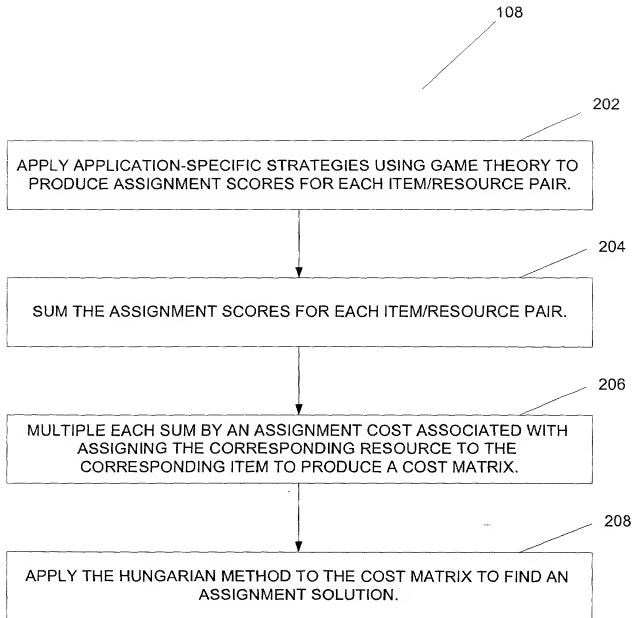 108
202
APPLY APPLICATION-SPECIFIC STRATEGIES USING GAME THEORY TO
PRODUCE ASSIGNMENT SCORES FOR EACH ITEM/RESOURCE PAIR.
204
SUM THE ASSIGNMENT SCORES FOR EACH ITEM/RESOURCE PAIR.
206
MULTIPLE EACH SUM BY AN ASSIGNMENT COST ASSOCIATED WITH
ASSIGNING THE CORRESPONDING RESOURCE TO THE
CORRESPONDING ITEM TO PRODUCE A COST MATRIX.
208
APPLY THE HUNGARIAN METHOD TO THE COST MATRIX TO FIND AN
ASSIGNMENT SOLUTION.